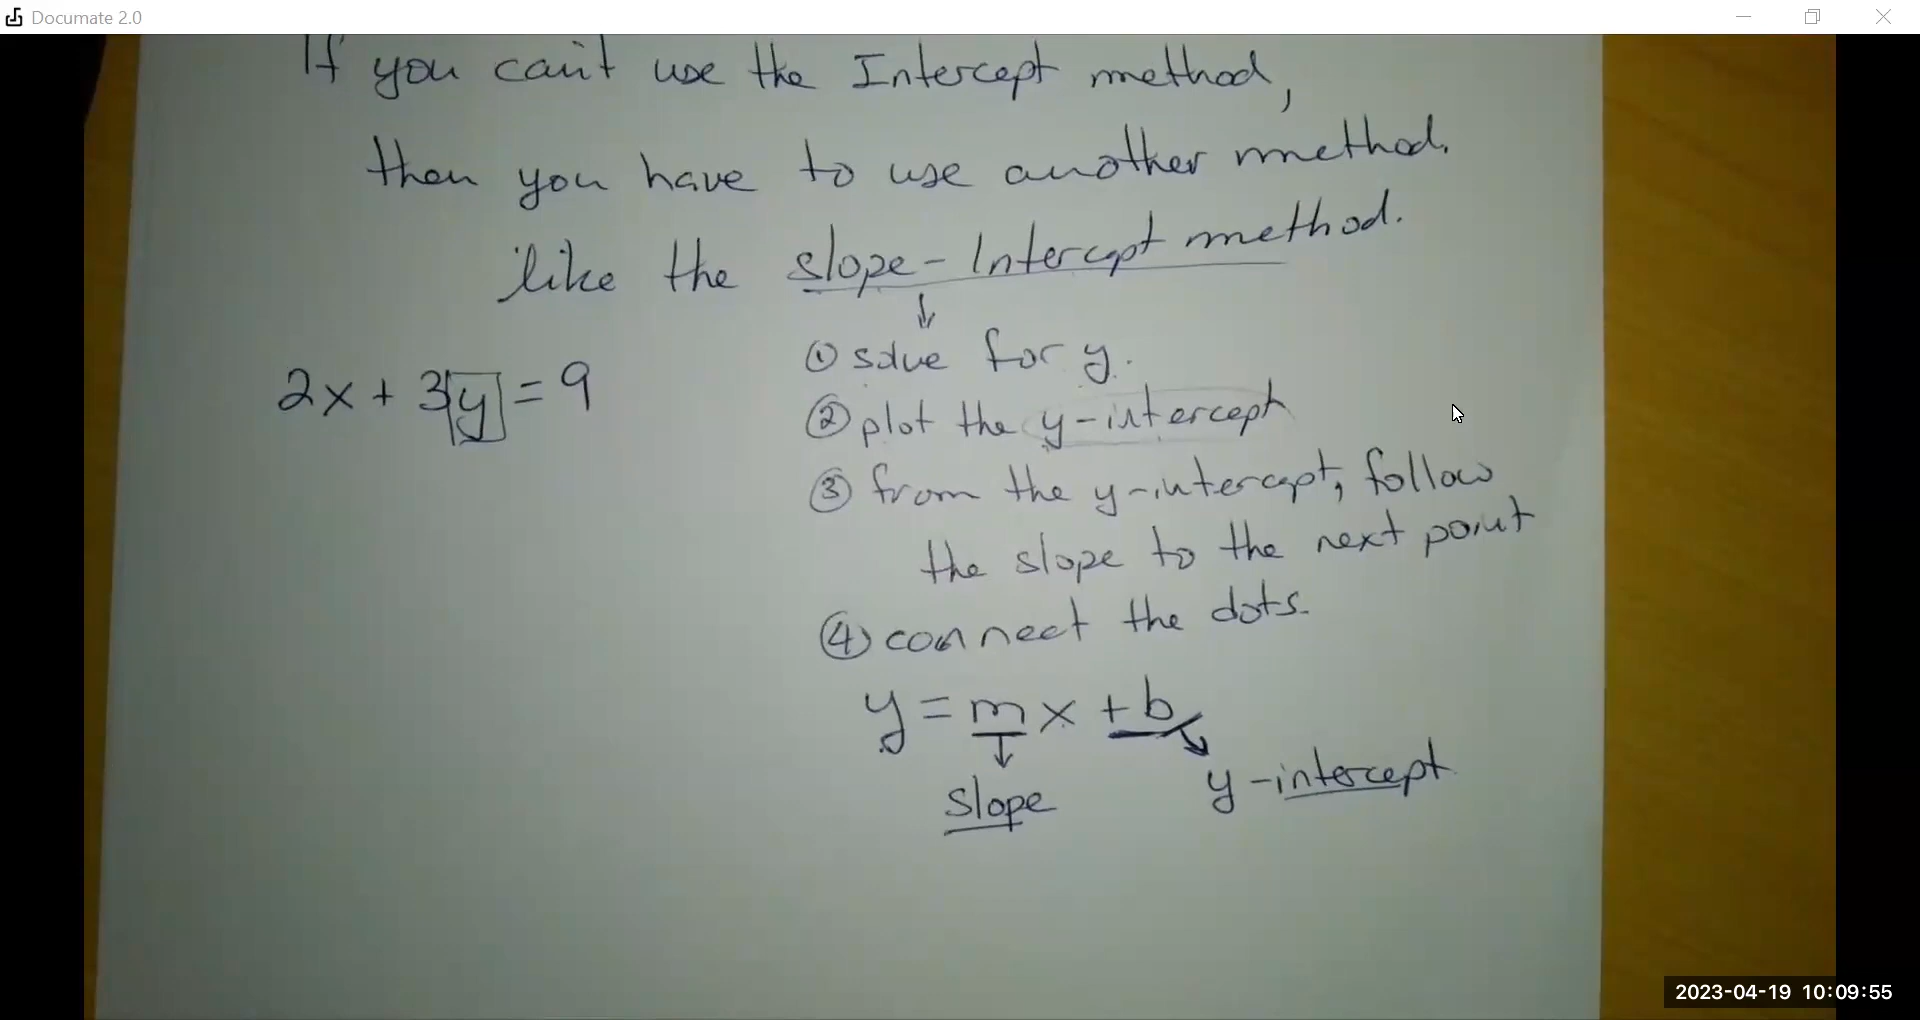 Documate 2.0
If you can't use the Intercept method,
then you have to use another method.
like the slope-Intercept method.
↓
① solve for y.
2x + 3y = 9
② plot the y-intercept
③ from the y-intercept, follow
the slope to the next point
④ connect the dots.
y = mx + b
slope
y-intercept
2023-04-19 10:09:55